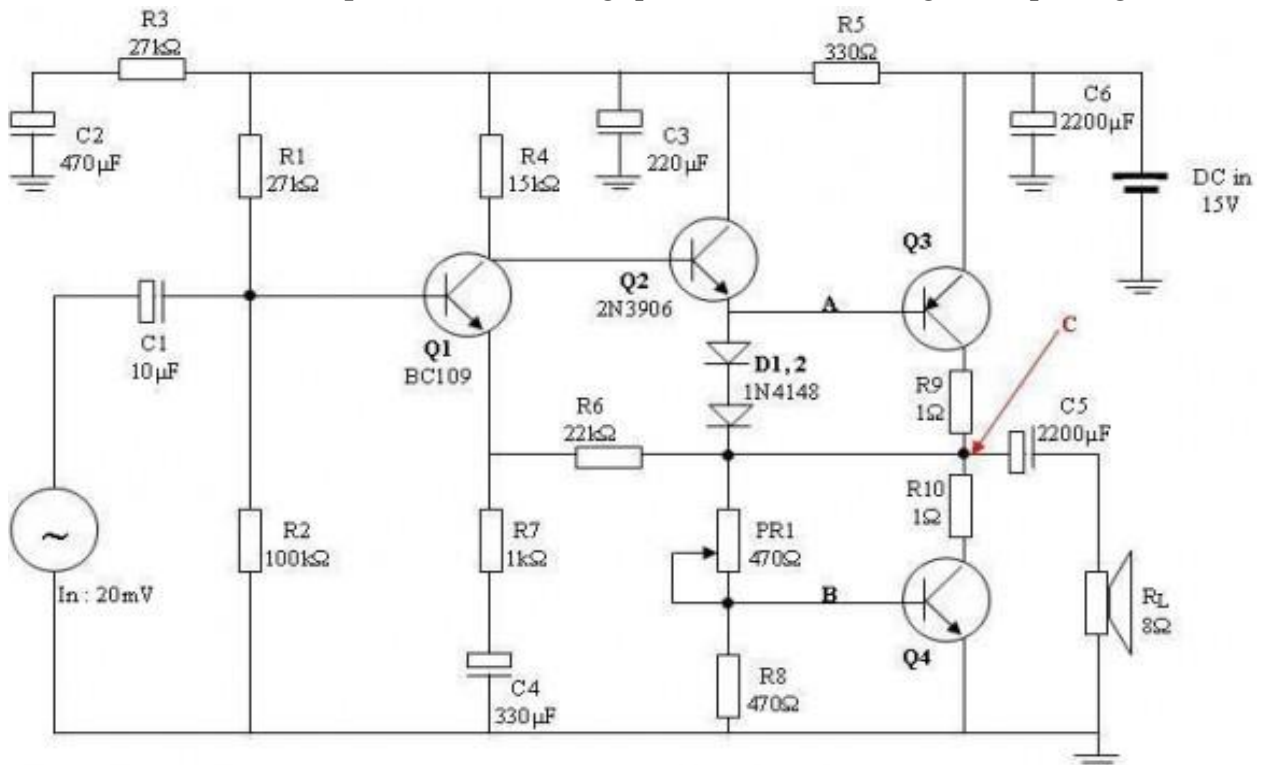 R3
27kΩ
C2
470μF
R1
27kΩ
R4
15kΩ
C3
220μF
R5
330Ω
C6
2200μF
DC in
15V
C1
10μF
Q1
BC109
Q2
2N3906
A
Q3
C
D1, 2
1N4148
R9
1Ω
C5
2200μF
R6
22kΩ
R10
1Ω
~
In : 20mV
R2
100kΩ
R7
1kΩ
PR1
470Ω
B
Q4
RL
8Ω
C4
330μF
R8
470Ω